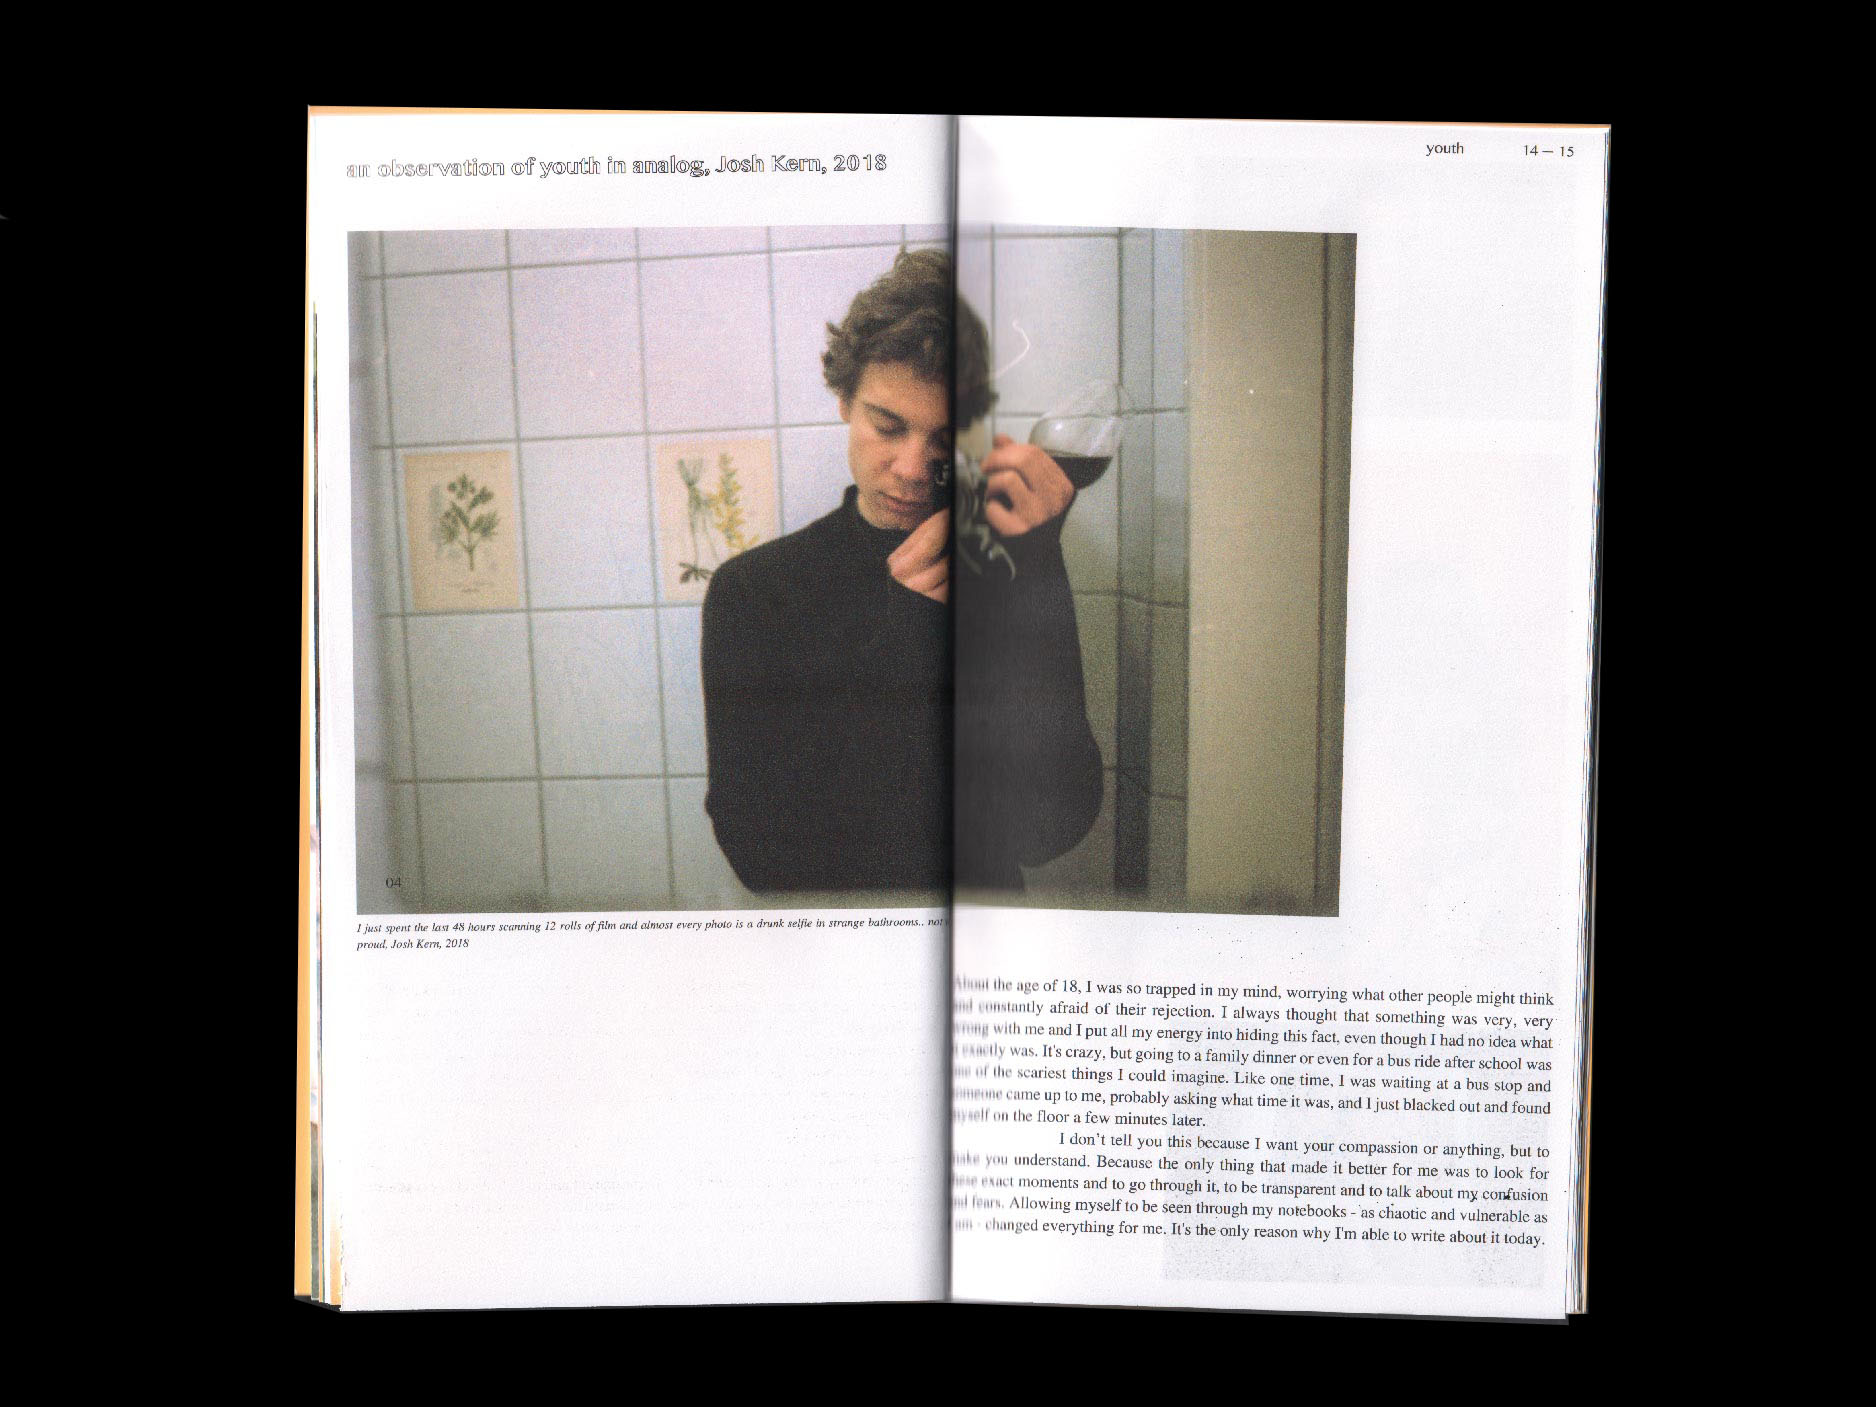 an observation of youth in analog, Josh Kern, 2018
youth 14 — 15
04
I just spent the last 48 hours scanning 12 rolls of film and almost every photo is a drunk selfie in strange bathrooms.. not
proud, Josh Kern, 2018
About the age of 18, I was so trapped in my mind, worrying what other people might think
and constantly afraid of their rejection. I always thought that something was very, very
wrong with me and I put all my energy into hiding this fact, even though I had no idea what
it exactly was. It's crazy, but going to a family dinner or even for a bus ride after school was
one of the scariest things I could imagine. Like one time, I was waiting at a bus stop and
someone came up to me, probably asking what time it was, and I just blacked out and found
myself on the floor a few minutes later.
I don't tell you this because I want your compassion or anything, but to
make you understand. Because the only thing that made it better for me was to look for
these exact moments and to go through it, to be transparent and to talk about my confusion
and fears. Allowing myself to be seen through my notebooks - as chaotic and vulnerable as
- changed everything for me. It's the only reason why I'm able to write about it today.